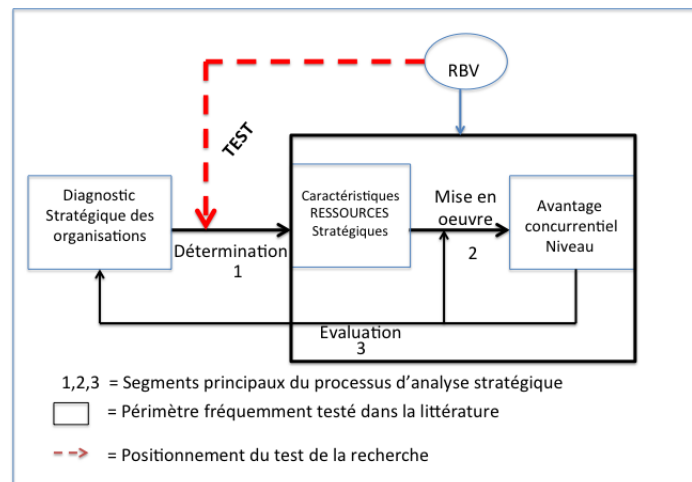 RBV
TEST
Diagnostic
Stratégique des
organisations
Détermination
1
Caractéristiques
RESSOURCES
Stratégiques
Mise en
oeuvre
2
Avantage
concurrentiel
Niveau
Evaluation
3
1,2,3 = Segments principaux du processus d'analyse stratégique
= Périmètre fréquemment testé dans la littérature
= Positionnement du test de la recherche